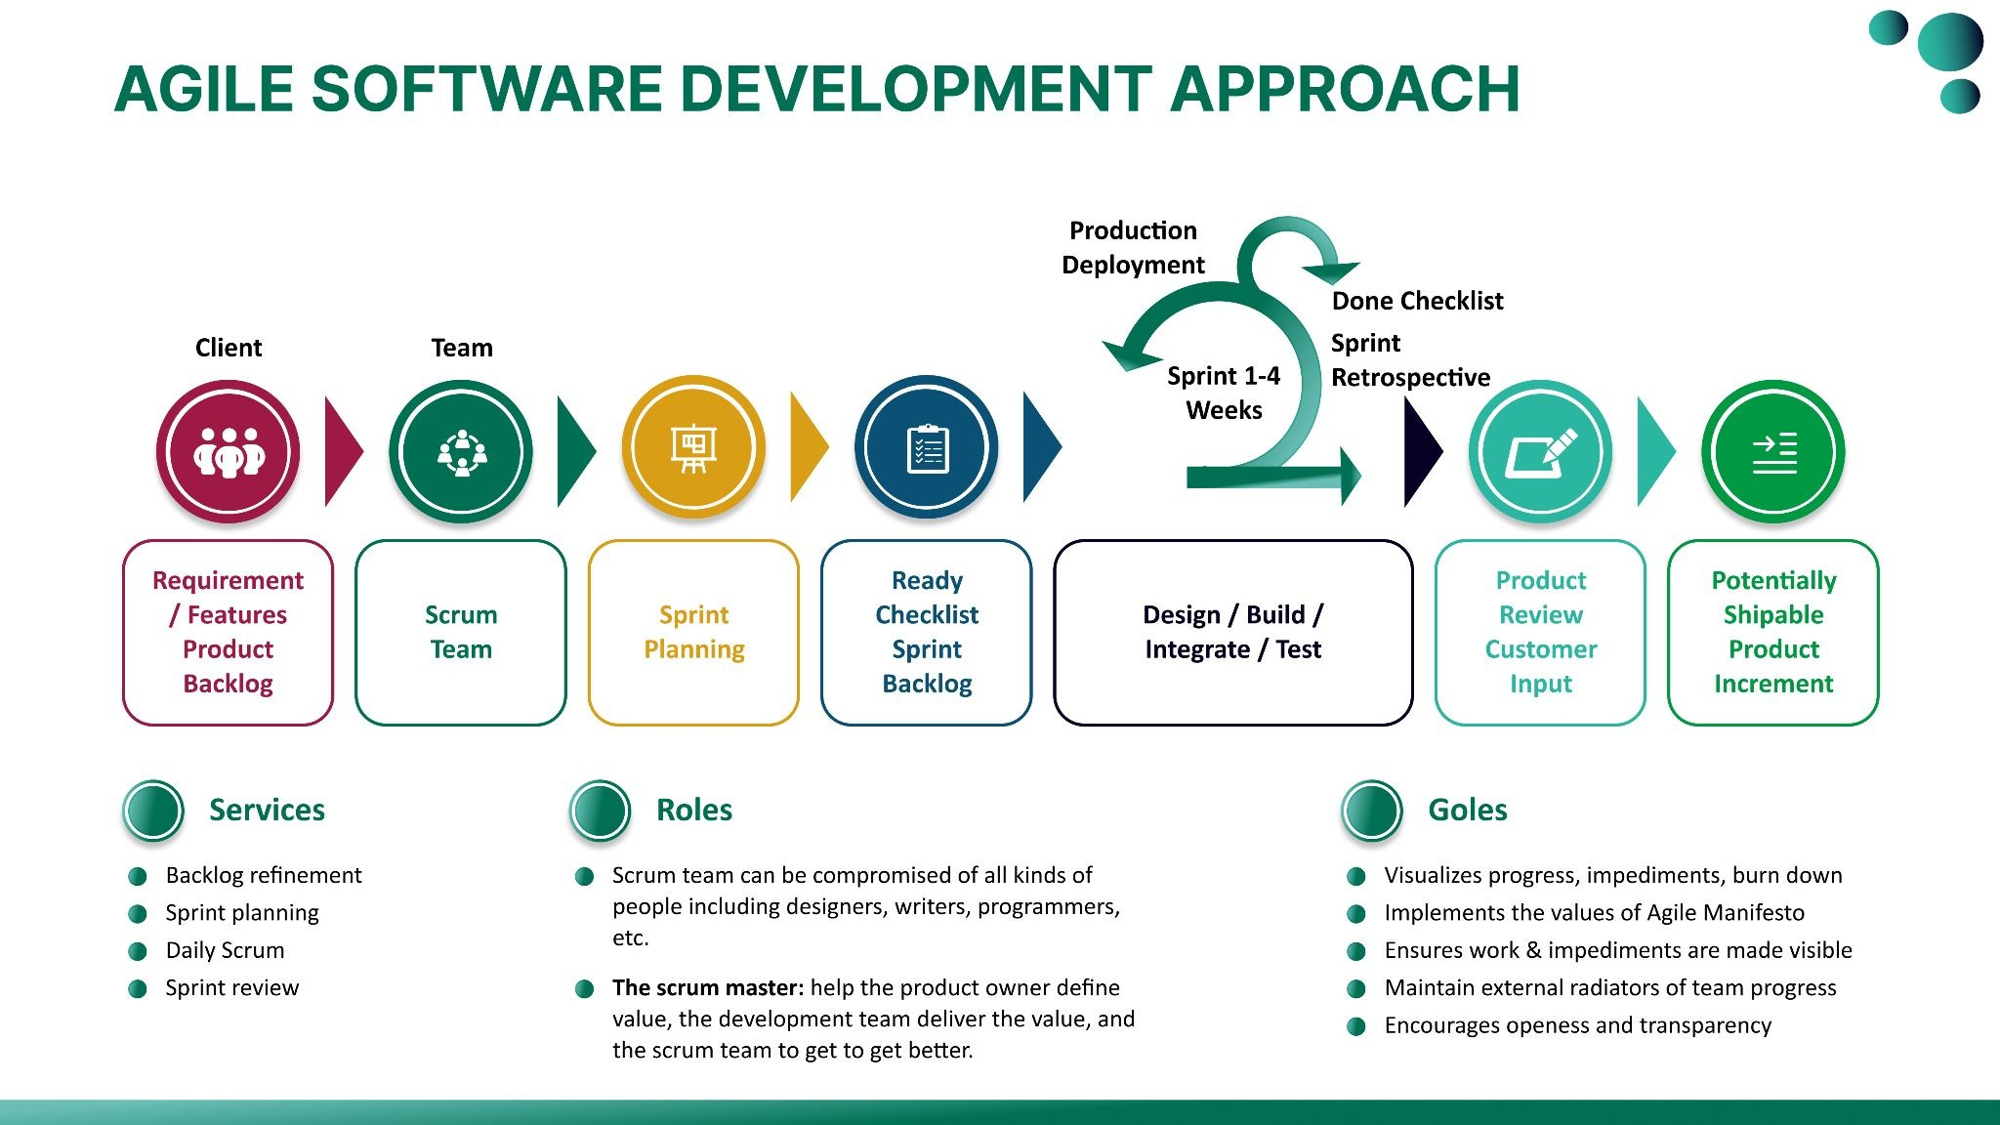 AGILE SOFTWARE DEVELOPMENT APPROACH
Client
Team
Production
Deployment
Done Checklist
Sprint
Retrospective
Sprint 1-4
Weeks
Requirement
/ Features
Product
Backlog
Scrum
Team
Sprint
Planning
Ready
Checklist
Sprint
Backlog
Design / Build /
Integrate / Test
Product
Review
Customer
Input
Potentially
Shipable
Product
Increment
Services
Backlog refinement
Sprint planning
Daily Scrum
Sprint review
Roles
Scrum team can be compromised of all kinds of
people including designers, writers, programmers,
etc.
The scrum master: help the product owner define
value, the development team deliver the value, and
the scrum team to get to get better.
Goles
Visualizes progress, impediments, burn down
Implements the values of Agile Manifesto
Ensures work & impediments are made visible
Maintain external radiators of team progress
Encourages openess and transparency